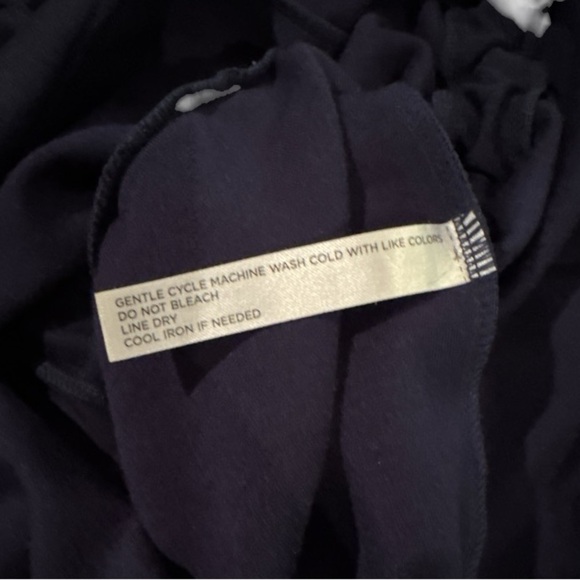 GENTLE CYCLE MACHINE WASH COLD WITH LIKE COLORS
DO NOT BLEACH
LINE DRY
COOL IRON IF NEEDED